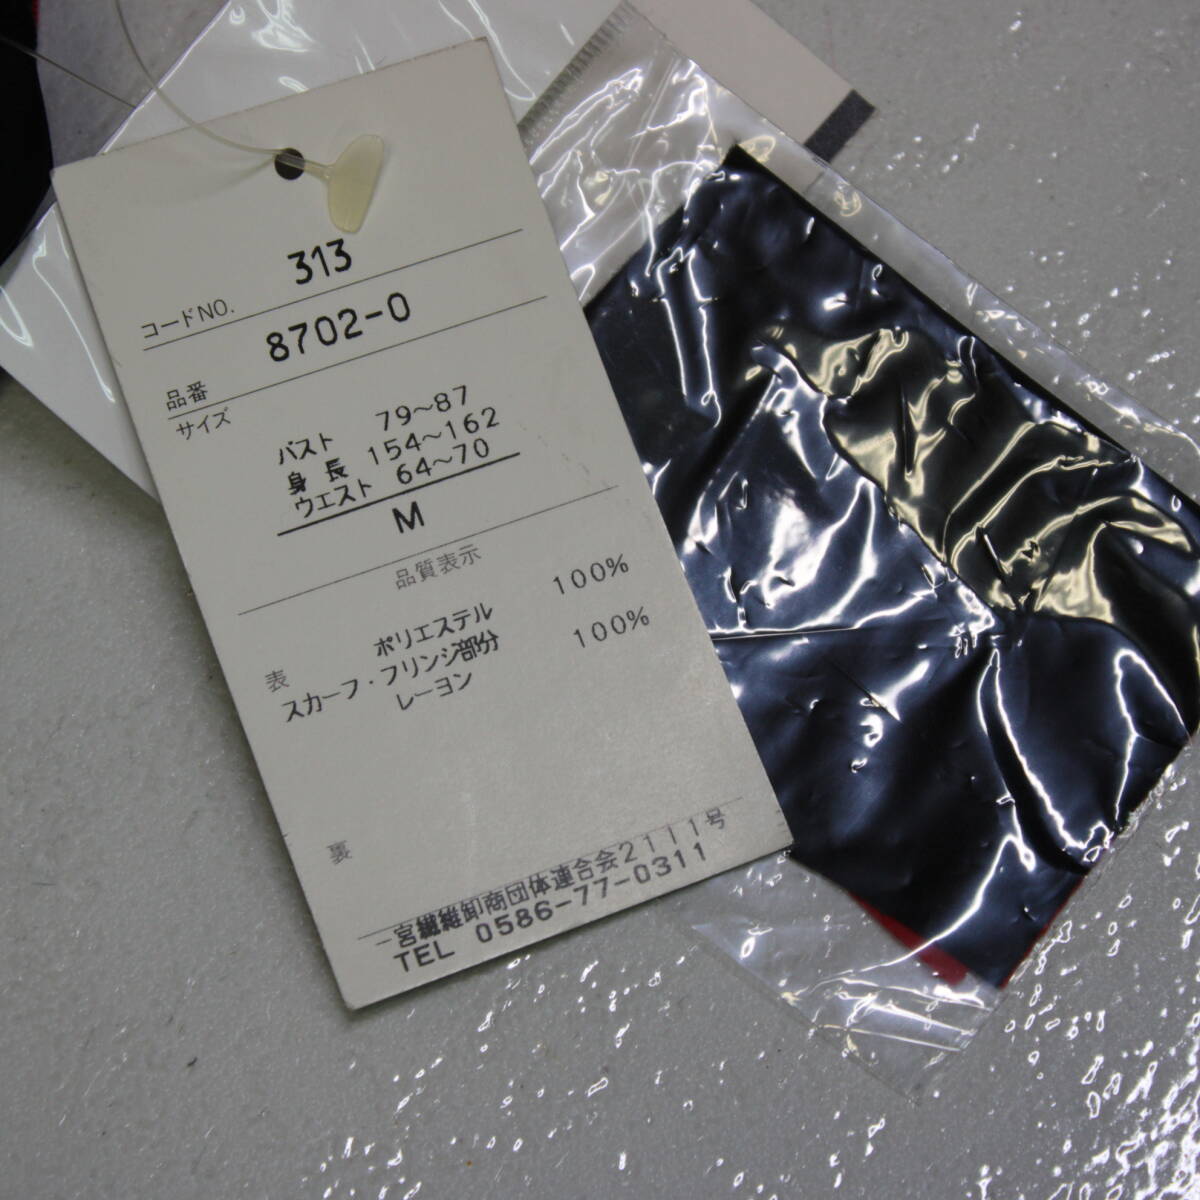 コードNO. 313
品番 8702-0
サイズ
バスト 79~87
身長 154~162
ウエスト 64~70
M
品質表示
表 ポリエステル 100%
スカーフ・フリンジ部分
レーヨン 100%
裏
一宮繊維卸商団体連合会2111号
TEL 0586-77-0311